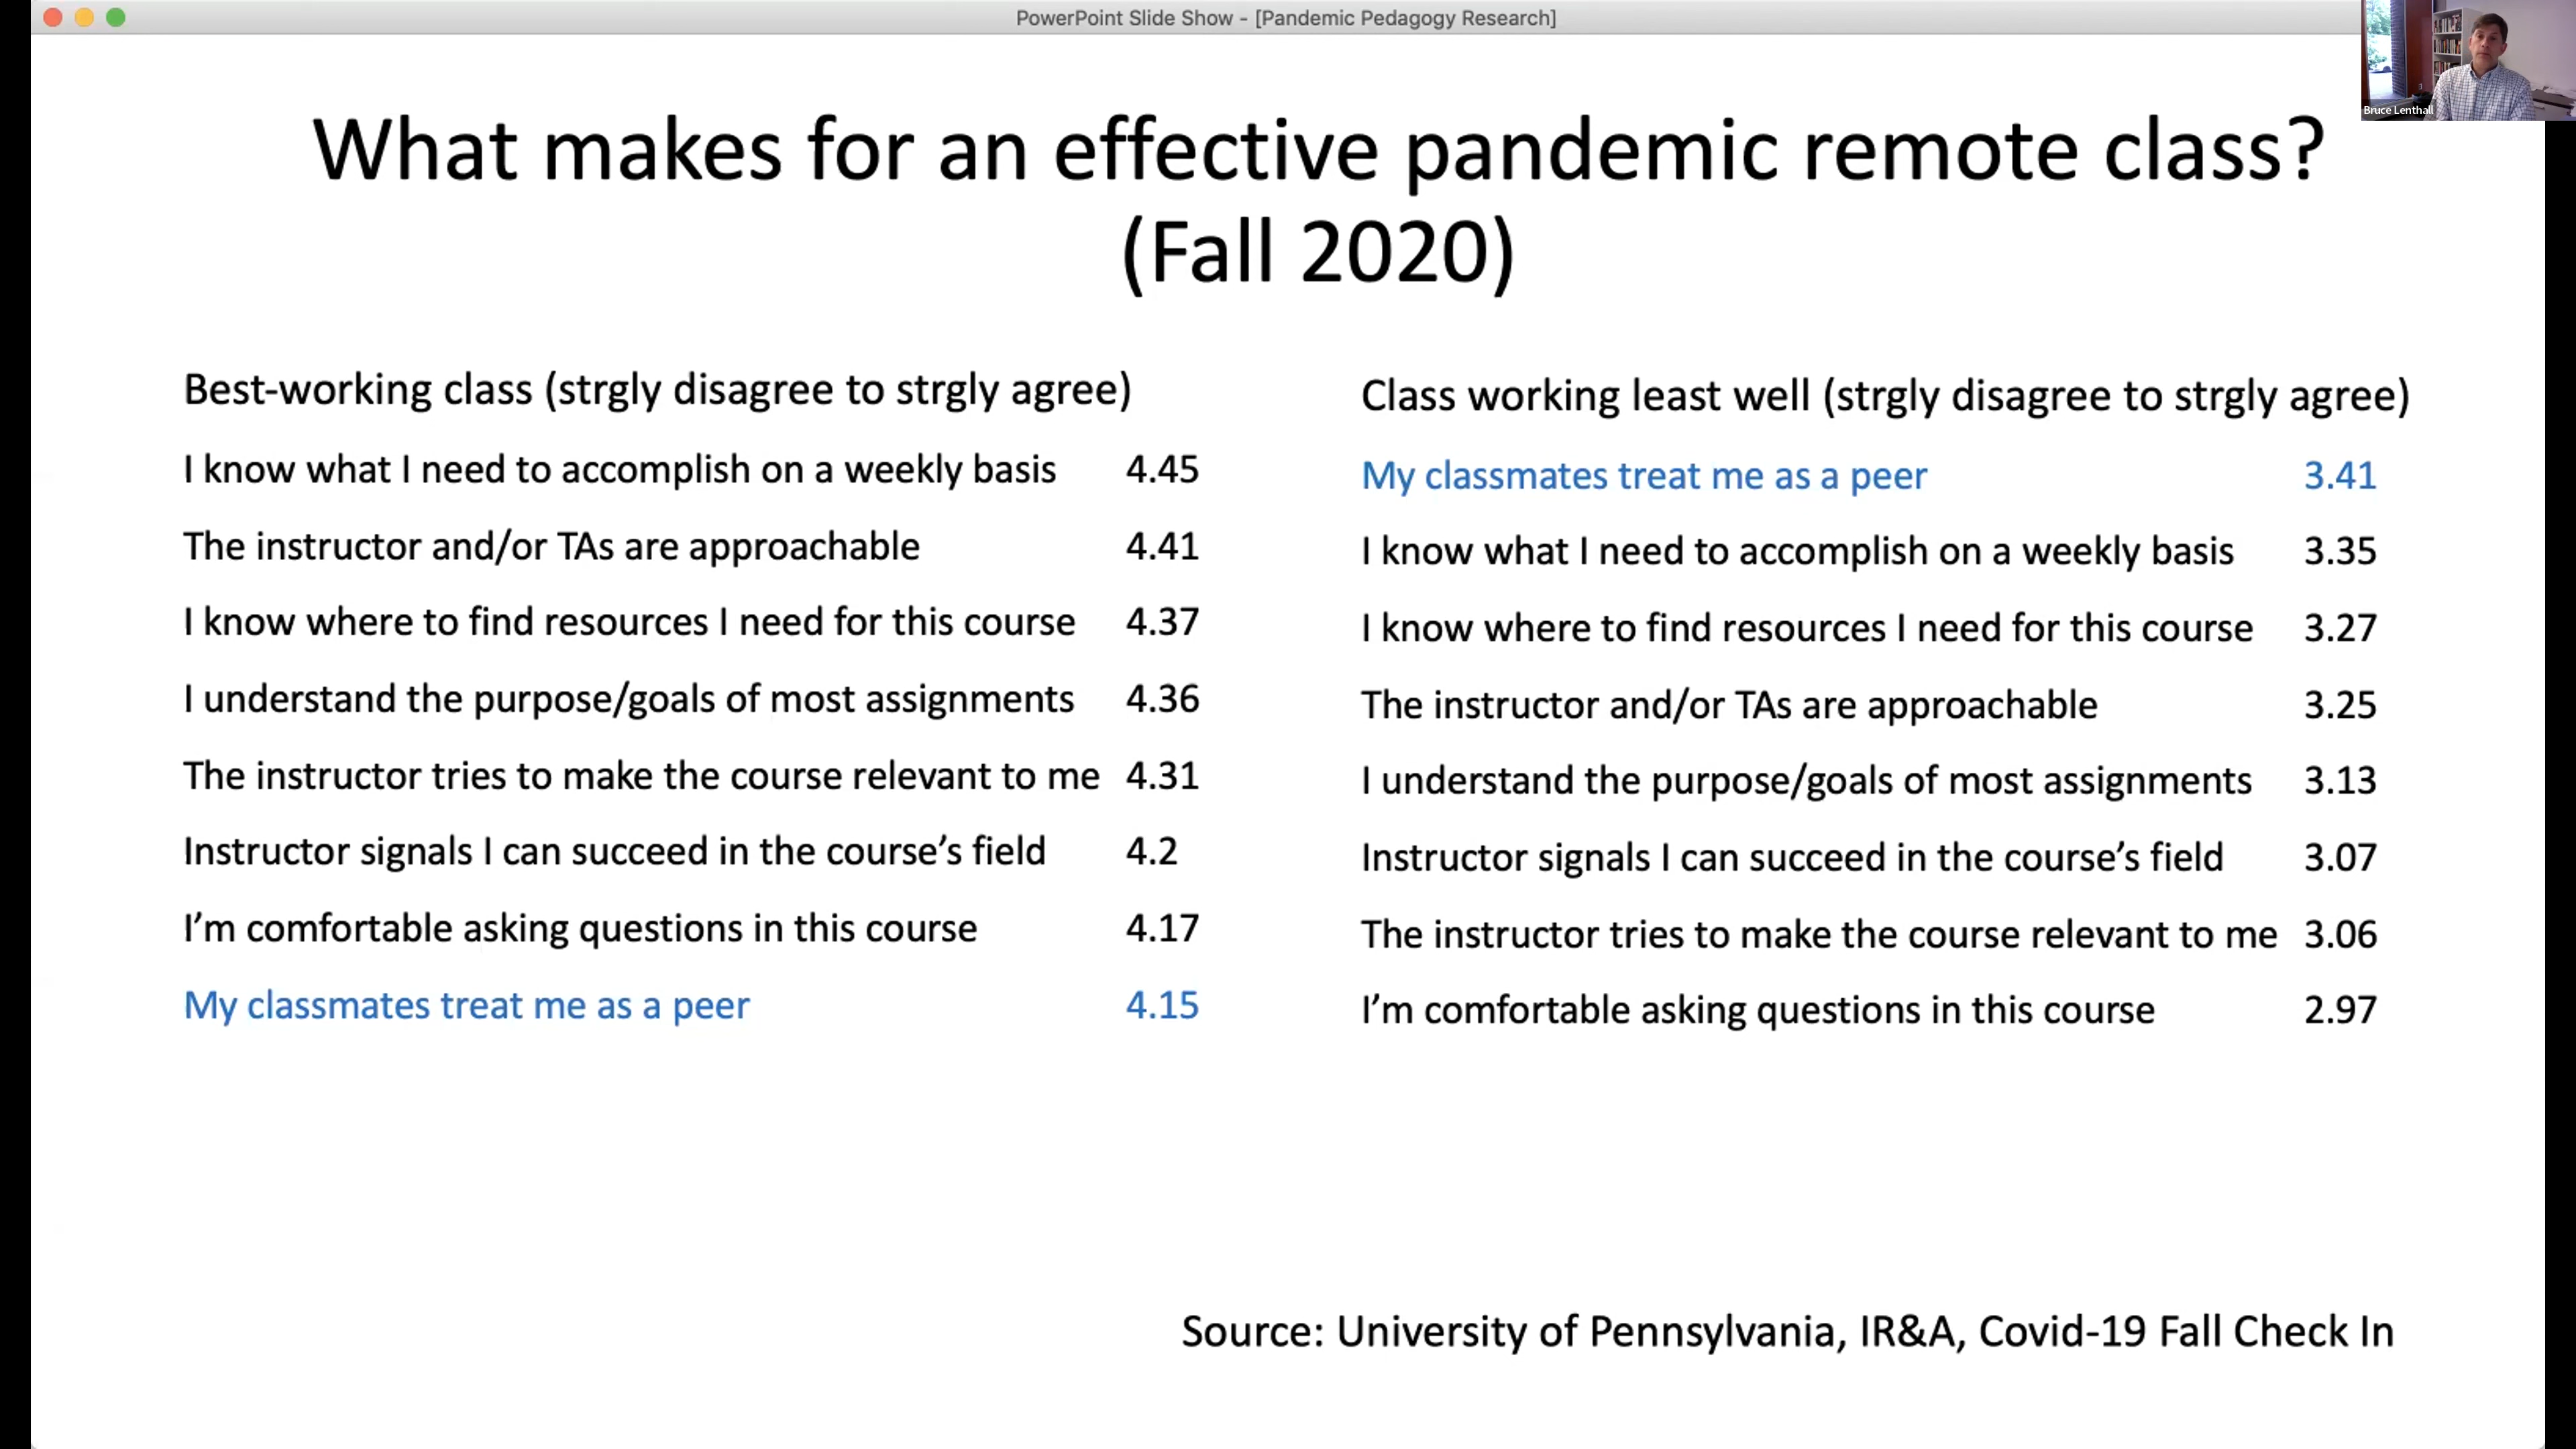 PowerPoint Slide Show - [Pandemic Pedagogy Research]
Bruce Lenthall
What makes for an effective pandemic remote class?
(Fall 2020)
Best-working class (strgly disagree to strgly agree)
I know what I need to accomplish on a weekly basis 4.45
The instructor and/or TAs are approachable 4.41
I know where to find resources I need for this course 4.37
I understand the purpose/goals of most assignments 4.36
The instructor tries to make the course relevant to me 4.31
Instructor signals I can succeed in the course’s field 4.2
I’m comfortable asking questions in this course 4.17
My classmates treat me as a peer 4.15
Class working least well (strgly disagree to strgly agree)
My classmates treat me as a peer 3.41
I know what I need to accomplish on a weekly basis 3.35
I know where to find resources I need for this course 3.27
The instructor and/or TAs are approachable 3.25
I understand the purpose/goals of most assignments 3.13
Instructor signals I can succeed in the course’s field 3.07
The instructor tries to make the course relevant to me 3.06
I’m comfortable asking questions in this course 2.97
Source: University of Pennsylvania, IR&A, Covid-19 Fall Check In